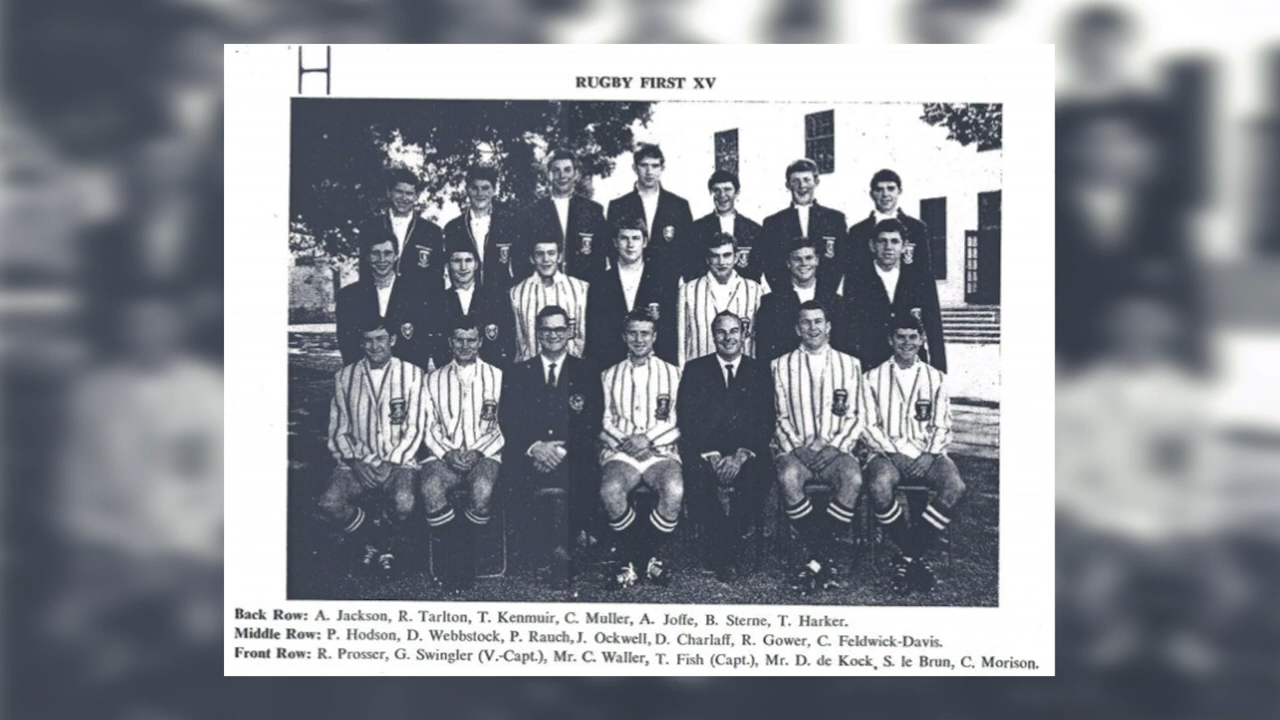 H
RUGBY FIRST XV
Back Row: A. Jackson, R. Tarlton, T. Kenmuir, C. Muller, A. Joffe, B. Sterne, T. Harker.
Middle Row: P. Hodson, D. Webbstock, P. Rauch, J. Ockwell, D. Charlaff, R. Gower, C. Feldwick-Davis.
Front Row: R. Prosser, G. Swingler (V.-Capt.), Mr. C. Waller, T. Fish (Capt.), Mr. D. de Kock, S. le Brun, C. Morison.